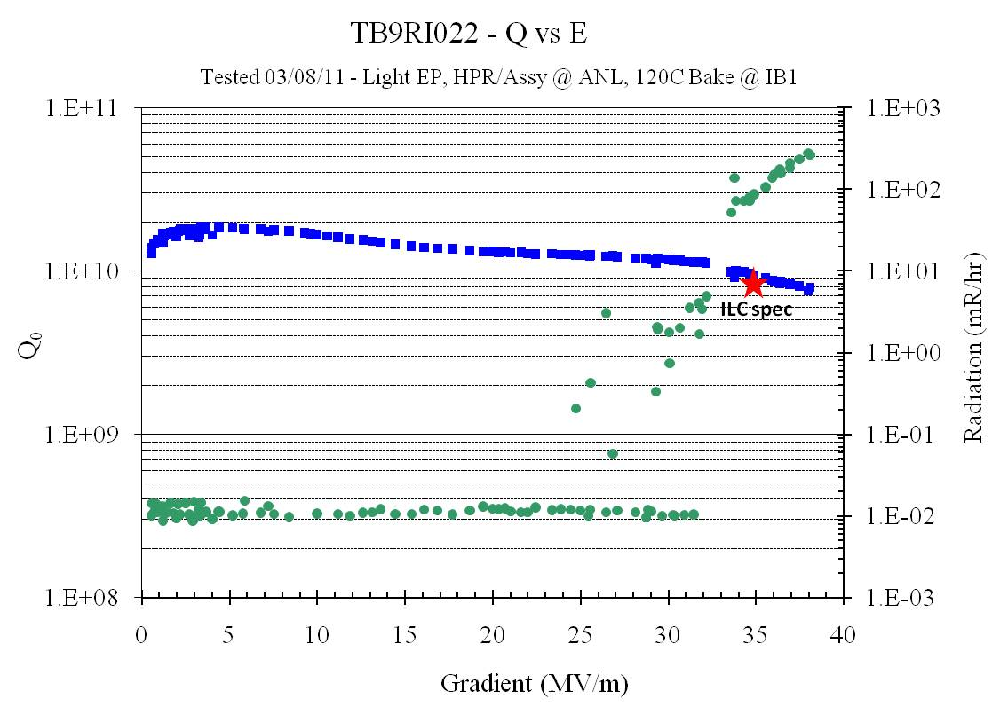 TB9RI022 - Q vs E
Tested 03/08/11 - Light EP, HPR/Assy @ ANL, 120C Bake @ IB1
1.E+11
1.E+10
1.E+09
1.E+08
Q0
1.E+03
1.E+02
1.E+01
1.E+00
1.E-01
1.E-02
1.E-03
Radiation (mR/hr)
ILC spec
0 5 10 15 20 25 30 35 40
Gradient (MV/m)